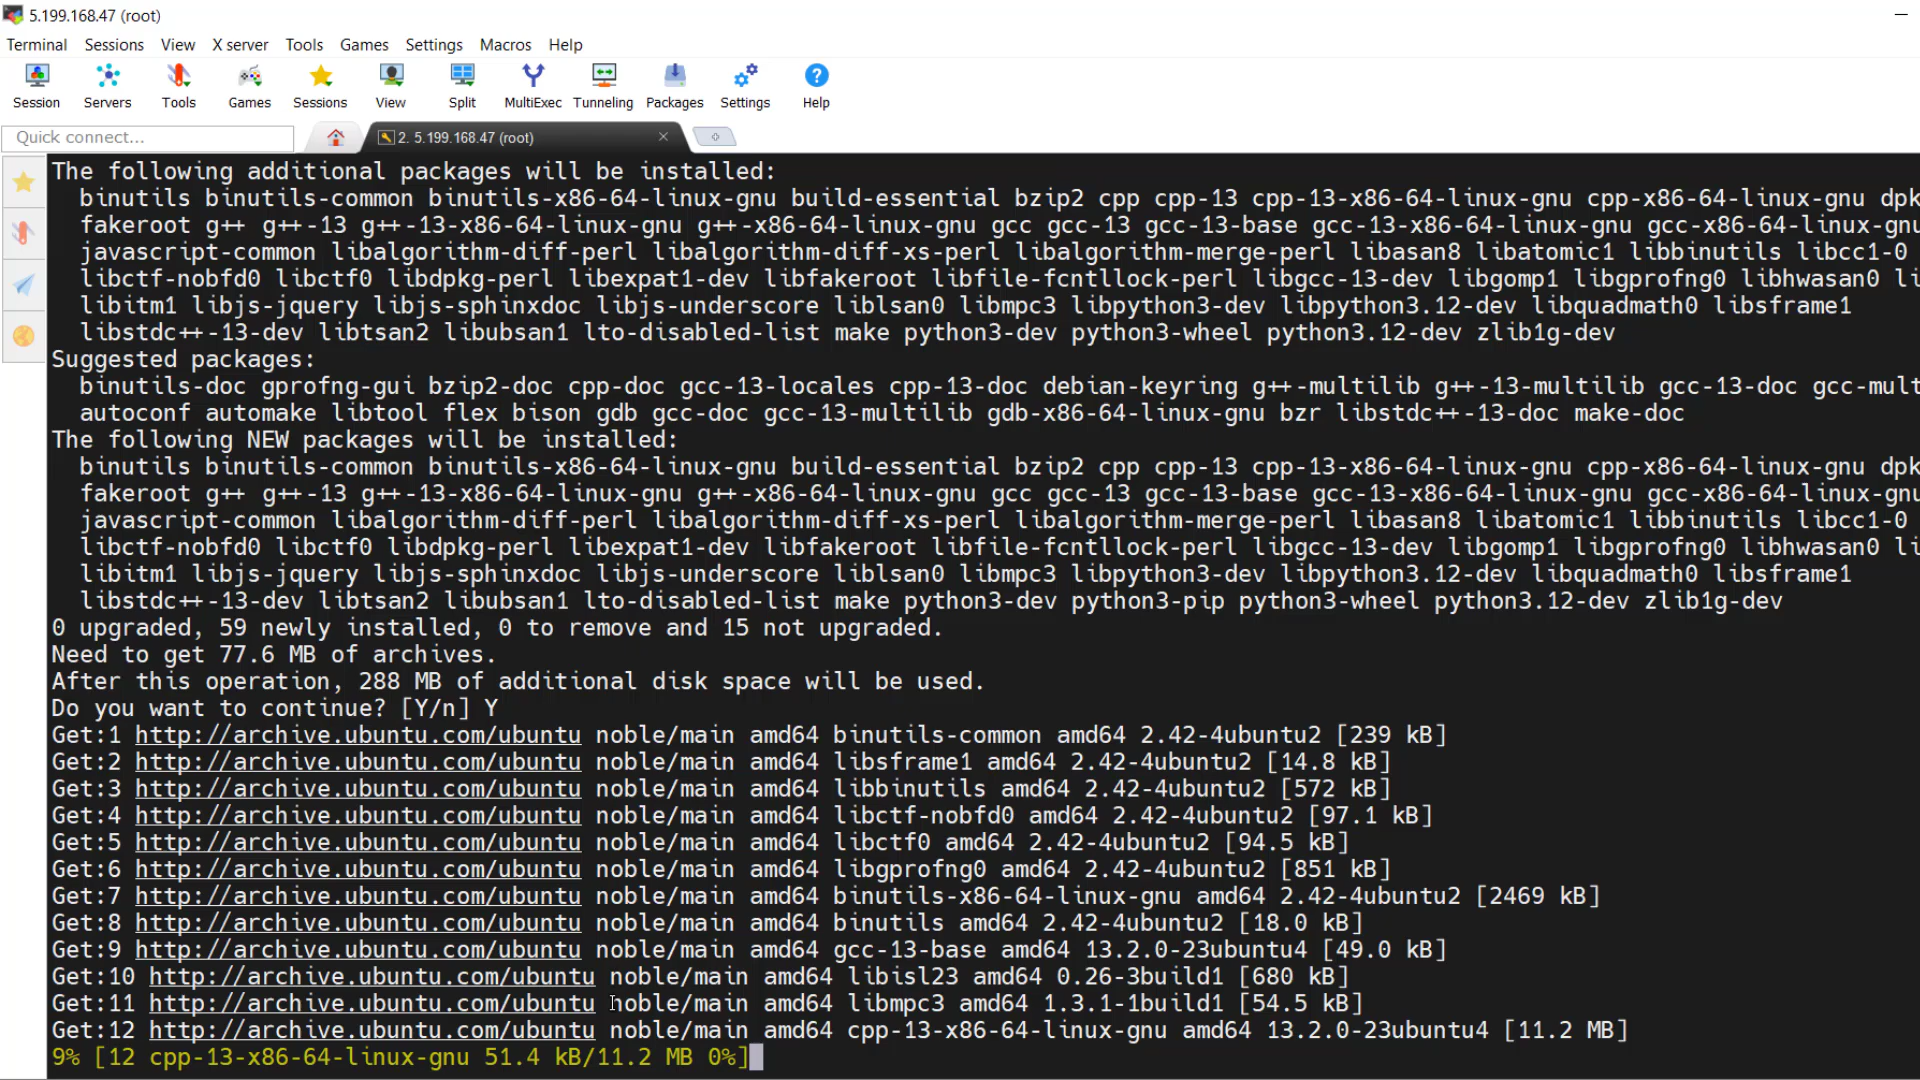 5.199.168.47 (root)
Terminal Sessions View X server Tools Games Settings Macros Help
Session Servers Tools Games Sessions View Split MultiExec Tunneling Packages Settings Help
Quick connect... 2. 5.199.168.47 (root)
The following additional packages will be installed:
binutils binutils-common binutils-x86-64-linux-gnu build-essential bzip2 cpp cpp-13 cpp-13-x86-64-linux-gnu cpp-x86-64-linux-gnu dpk
fakeroot g++ g++-13 g++-13-x86-64-linux-gnu g++-x86-64-linux-gnu gcc gcc-13 gcc-13-base gcc-13-x86-64-linux-gnu gcc-x86-64-linux-gnu
javascript-common libalgorithm-diff-perl libalgorithm-diff-xs-perl libalgorithm-merge-perl libasan8 libatomic1 libbinutils libcc1-0
libctf-nobfd0 libctf0 libdpkg-perl libexpat1-dev libfakeroot libfile-fcntllock-perl libgcc-13-dev libgomp1 libgprofng0 libhwasan0 li
libitm1 libjs-jquery libjs-sphinxdoc libjs-underscore liblsan0 libmpc3 libpython3-dev libpython3.12-dev libquadmath0 libsframe1
libstdc++-13-dev libtsan2 libubsan1 lto-disabled-list make python3-dev python3-wheel python3.12-dev zlib1g-dev
Suggested packages:
binutils-doc gprofng-gui bzip2-doc cpp-doc gcc-13-locales cpp-13-doc debian-keyring g++-multilib g++-13-multilib gcc-13-doc gcc-mult
autoconf automake libtool flex bison gdb gcc-doc gcc-13-multilib gdb-x86-64-linux-gnu bzr libstdc++-13-doc make-doc
The following NEW packages will be installed:
binutils binutils-common binutils-x86-64-linux-gnu build-essential bzip2 cpp cpp-13 cpp-13-x86-64-linux-gnu cpp-x86-64-linux-gnu dpk
fakeroot g++ g++-13 g++-13-x86-64-linux-gnu g++-x86-64-linux-gnu gcc gcc-13 gcc-13-base gcc-13-x86-64-linux-gnu gcc-x86-64-linux-gnu
javascript-common libalgorithm-diff-perl libalgorithm-diff-xs-perl libalgorithm-merge-perl libasan8 libatomic1 libbinutils libcc1-0
libctf-nobfd0 libctf0 libdpkg-perl libexpat1-dev libfakeroot libfile-fcntllock-perl libgcc-13-dev libgomp1 libgprofng0 libhwasan0 li
libitm1 libjs-jquery libjs-sphinxdoc libjs-underscore liblsan0 libmpc3 libpython3-dev libpython3.12-dev libquadmath0 libsframe1
libstdc++-13-dev libtsan2 libubsan1 lto-disabled-list make python3-dev python3-pip python3-wheel python3.12-dev zlib1g-dev
0 upgraded, 59 newly installed, 0 to remove and 15 not upgraded.
Need to get 77.6 MB of archives.
After this operation, 288 MB of additional disk space will be used.
Do you want to continue? [Y/n] Y
Get:1 http://archive.ubuntu.com/ubuntu noble/main amd64 binutils-common amd64 2.42-4ubuntu2 [239 kB]
Get:2 http://archive.ubuntu.com/ubuntu noble/main amd64 libsframe1 amd64 2.42-4ubuntu2 [14.8 kB]
Get:3 http://archive.ubuntu.com/ubuntu noble/main amd64 libbinutils amd64 2.42-4ubuntu2 [572 kB]
Get:4 http://archive.ubuntu.com/ubuntu noble/main amd64 libctf-nobfd0 amd64 2.42-4ubuntu2 [97.1 kB]
Get:5 http://archive.ubuntu.com/ubuntu noble/main amd64 libctf0 amd64 2.42-4ubuntu2 [94.5 kB]
Get:6 http://archive.ubuntu.com/ubuntu noble/main amd64 libgprofng0 amd64 2.42-4ubuntu2 [851 kB]
Get:7 http://archive.ubuntu.com/ubuntu noble/main amd64 binutils-x86-64-linux-gnu amd64 2.42-4ubuntu2 [2469 kB]
Get:8 http://archive.ubuntu.com/ubuntu noble/main amd64 binutils amd64 2.42-4ubuntu2 [18.0 kB]
Get:9 http://archive.ubuntu.com/ubuntu noble/main amd64 gcc-13-base amd64 13.2.0-23ubuntu4 [49.0 kB]
Get:10 http://archive.ubuntu.com/ubuntu noble/main amd64 libisl23 amd64 0.26-3build1 [680 kB]
Get:11 http://archive.ubuntu.com/ubuntu noble/main amd64 libmpc3 amd64 1.3.1-1build1 [54.5 kB]
Get:12 http://archive.ubuntu.com/ubuntu noble/main amd64 cpp-13-x86-64-linux-gnu amd64 13.2.0-23ubuntu4 [11.2 MB]
9% [12 cpp-13-x86-64-linux-gnu 51.4 kB/11.2 MB 0%]